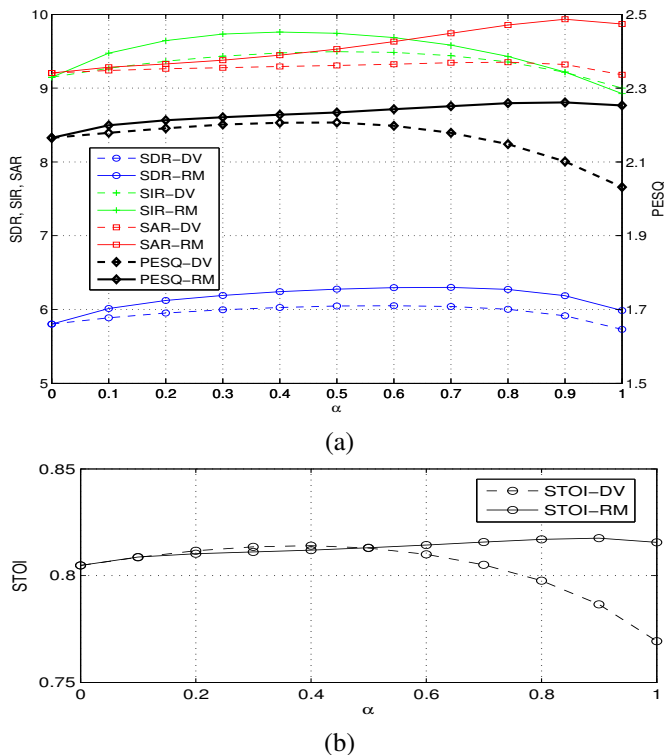 10
9
8
7
6
5
SDR, SIR, SAR
2.5
2.3
2.1
1.9
1.7
1.5
PESQ
SDR−DV
SDR−RM
SIR−DV
SIR−RM
SAR−DV
SAR−RM
PESQ−DV
PESQ−RM
0 0.1 0.2 0.3 0.4 0.5 0.6 0.7 0.8 0.9 1
α
(a)
0.85
0.8
0.75
STOI
STOI−DV
STOI−RM
0 0.2 0.4 0.6 0.8 1
α
(b)